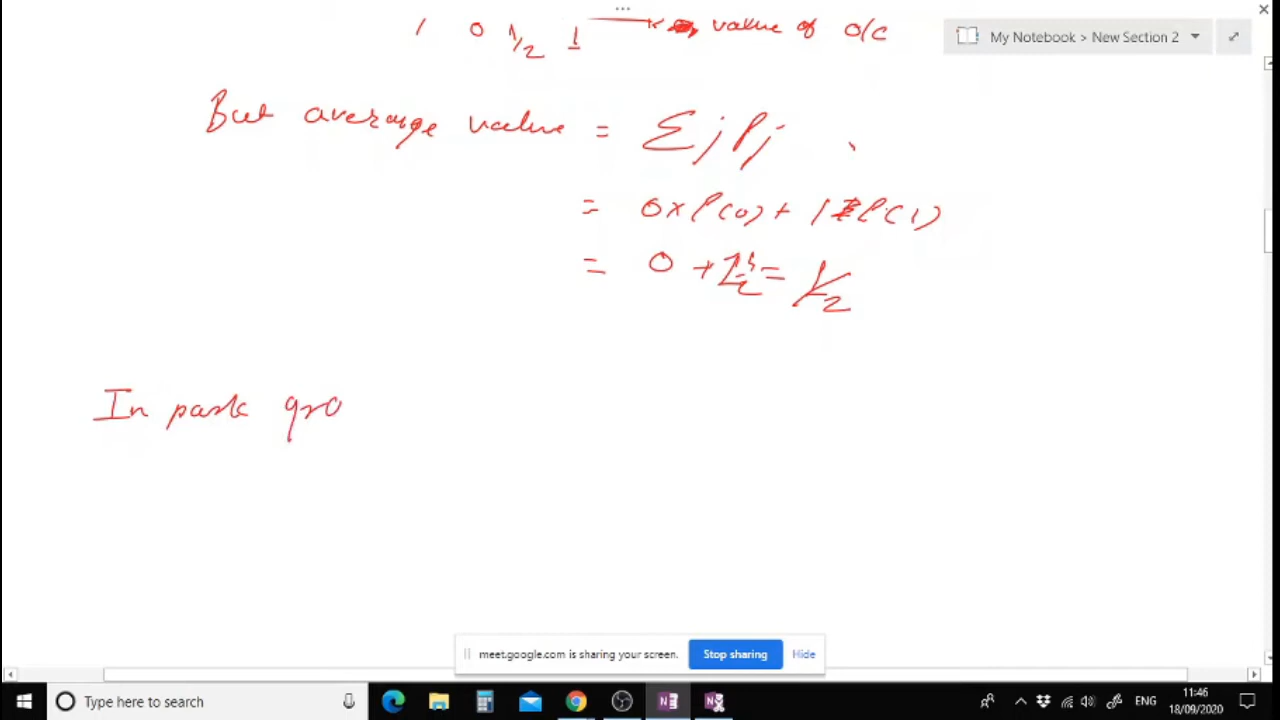 1 0 1/2 1 → value of O/C
My Notebook > New Section 2
But average value = Σ j Pj
= 0 x P(0) + 1 P(1)
= 0 + = 1/2
In park gro
meet.google.com is sharing your screen. Stop sharing Hide
Type here to search
ENG
11:46
18/09/2020